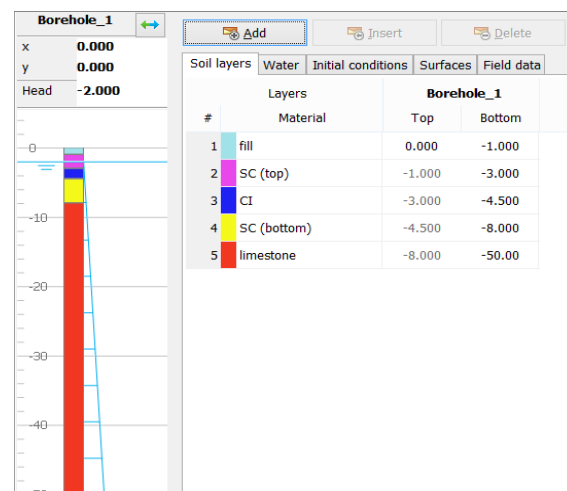 Borehole_1
x 0.000
y 0.000
Head -2.000
0
-10
-20
-30
-40
Add Insert Delete
Soil layers Water Initial conditions Surfaces Field data
Layers Borehole_1
# Material Top Bottom
1 fill 0.000 -1.000
2 SC (top) -1.000 -3.000
3 CI -3.000 -4.500
4 SC (bottom) -4.500 -8.000
5 limestone -8.000 -50.00